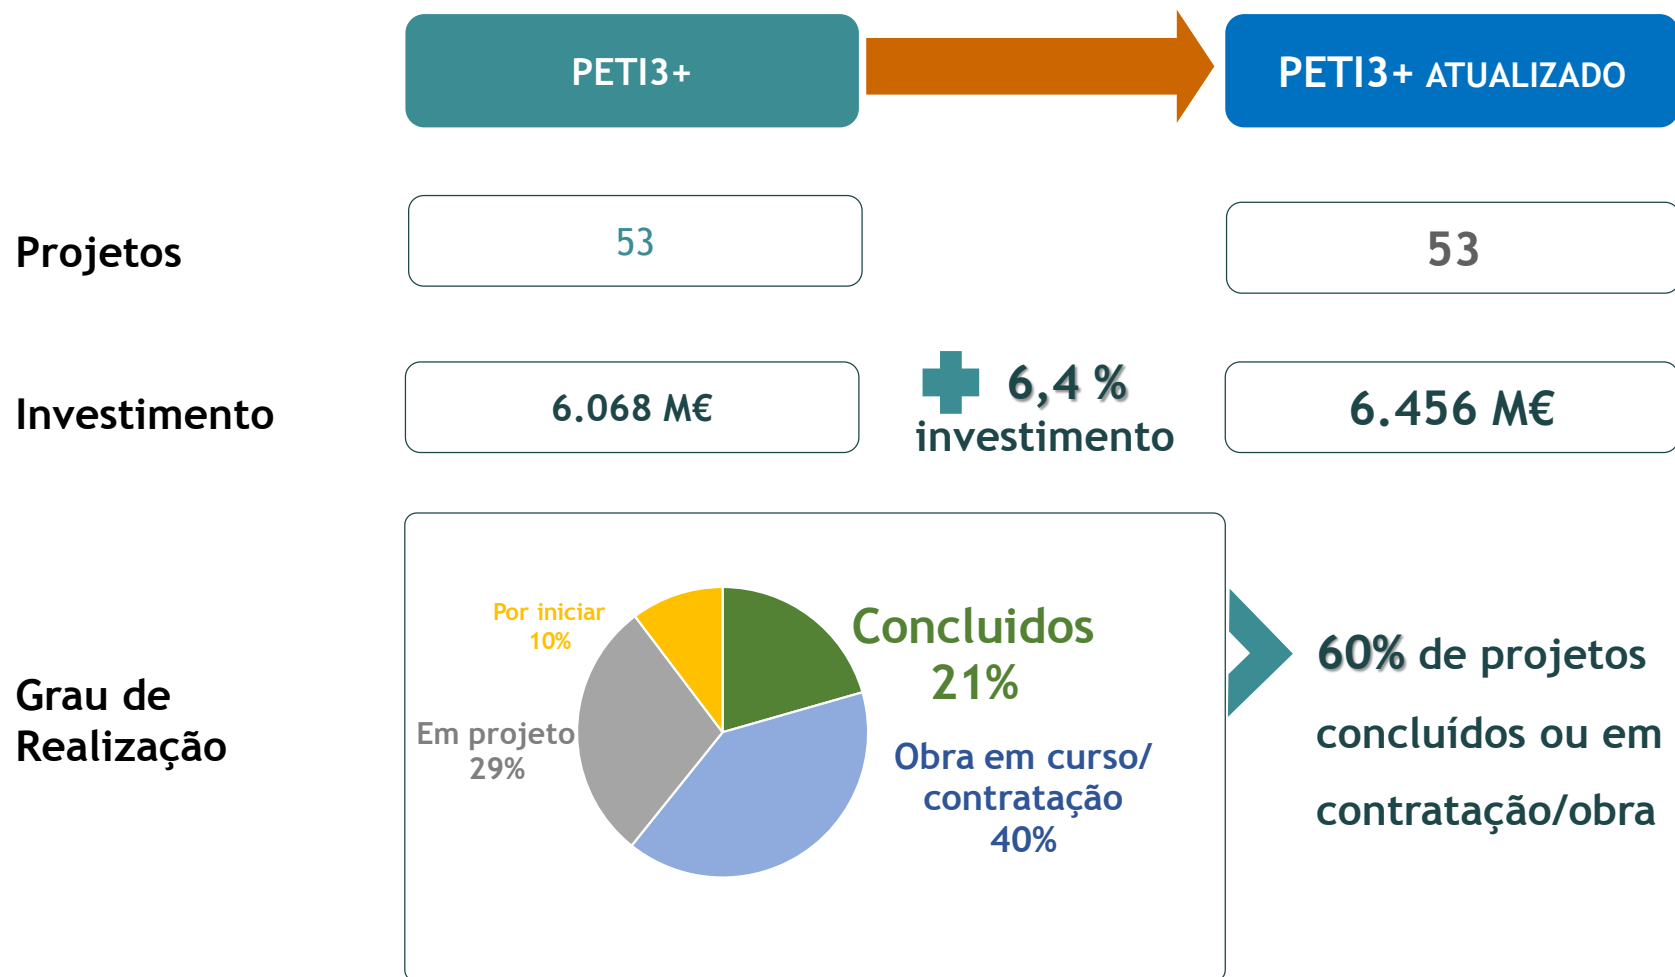 PETI3+
PETI3+ ATUALIZADO
Projetos
53
53
Investimento
6.068 M€
6,4 %
investimento
6.456 M€
Grau de
Realização
Por iniciar
10%
Concluidos
21%
Em projeto
29%
Obra em curso/
contratação
40%
60% de projetos
concluídos ou em
contratação/obra